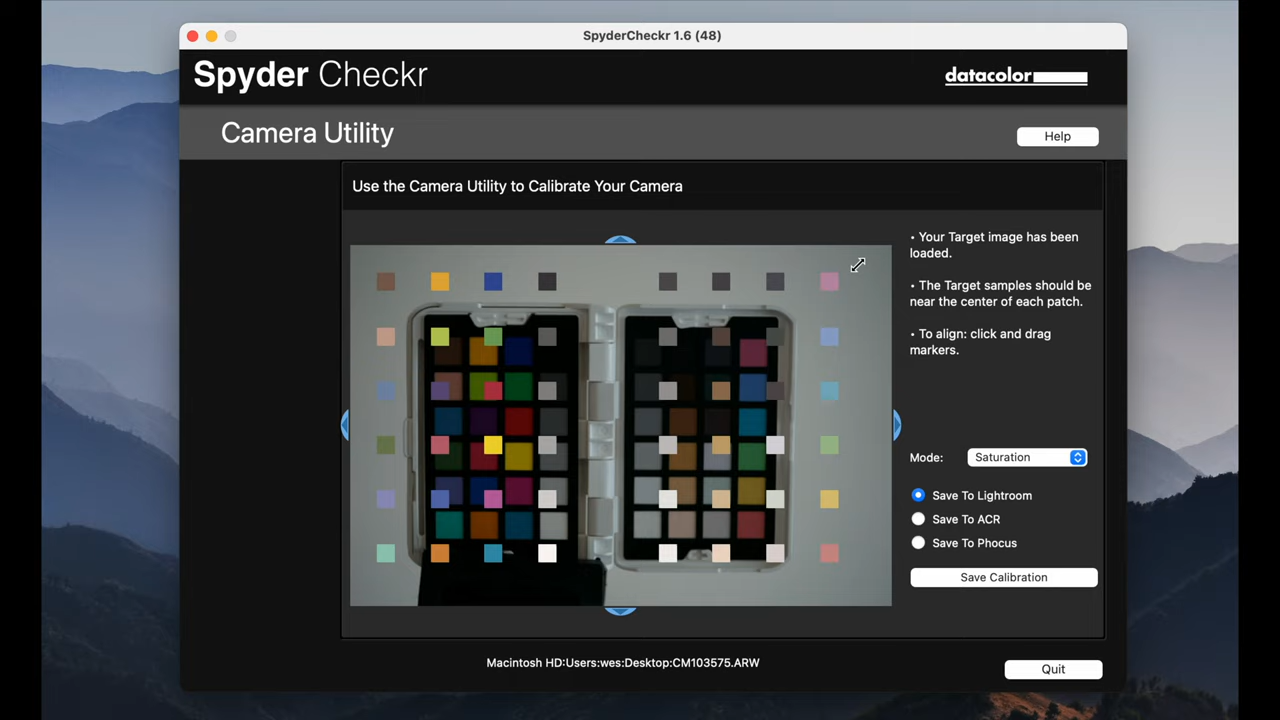 SpyderCheckr 1.6 (48)
Spyder Checkr
datacolor
Camera Utility
Help
Use the Camera Utility to Calibrate Your Camera
• Your Target image has been
loaded.
• The Target samples should be
near the center of each patch.
• To align: click and drag
markers.
Mode: Saturation
Save To Lightroom
Save To ACR
Save To Phocus
Save Calibration
Macintosh HD:Users:wes:Desktop:CM103575.ARW
Quit